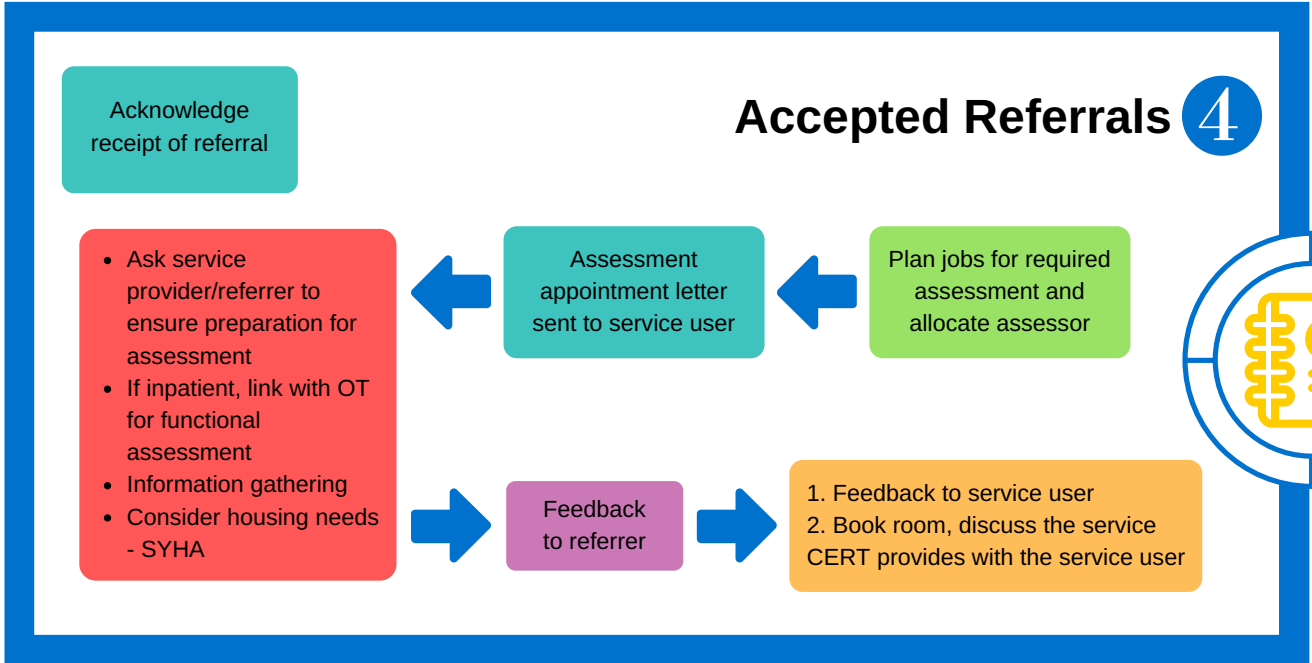 Acknowledge
receipt of referral
Accepted Referrals 4
• Ask service
provider/referrer to
ensure preparation for
assessment
• If inpatient, link with OT
for functional
assessment
• Information gathering
• Consider housing needs
- SYHA
Assessment
appointment letter
sent to service user
Plan jobs for required
assessment and
allocate assessor
Feedback
to referrer
1. Feedback to service user
2. Book room, discuss the service
CERT provides with the service user